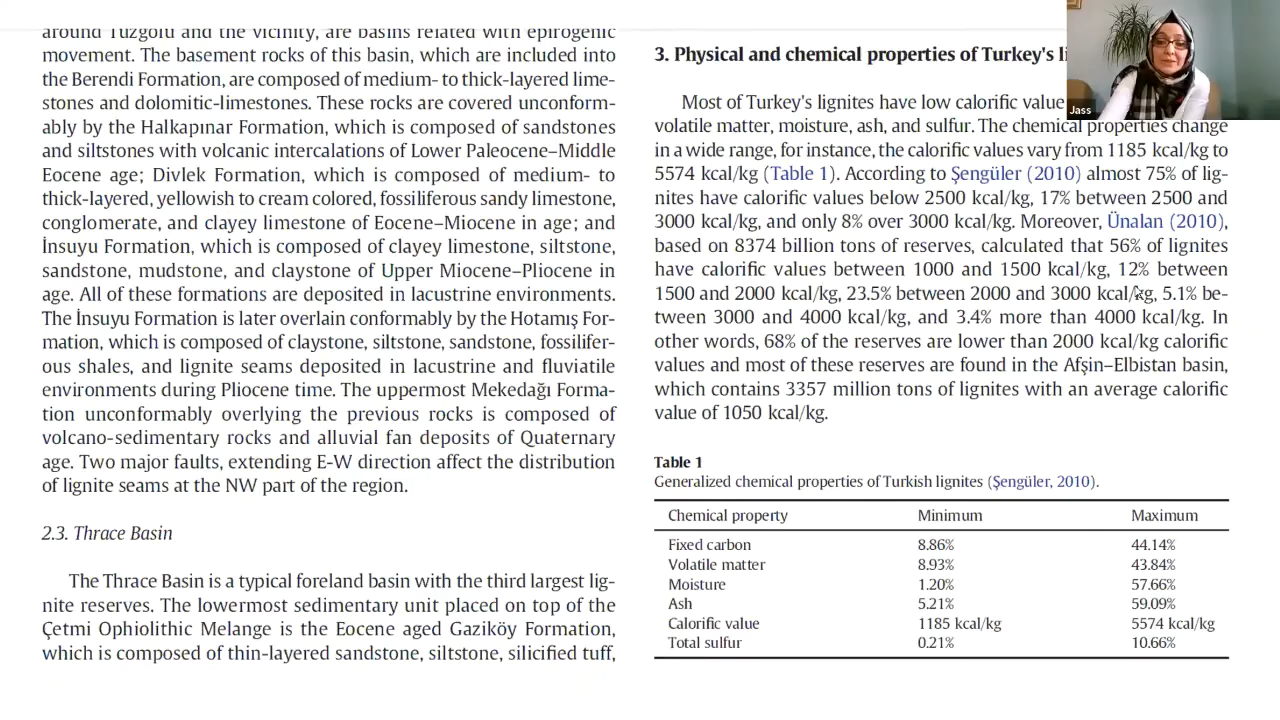 around Tuzgölü and the vicinity, are basins related with epirogenic
movement. The basement rocks of this basin, which are included into
the Berendi Formation, are composed of medium- to thick-layered lime-
stones and dolomitic-limestones. These rocks are covered unconform-
ably by the Halkapınar Formation, which is composed of sandstones
and siltstones with volcanic intercalations of Lower Paleocene–Middle
Eocene age; Divlek Formation, which is composed of medium- to
thick-layered, yellowish to cream colored, fossiliferous sandy limestone,
conglomerate, and clayey limestone of Eocene–Miocene in age; and
İnsuyu Formation, which is composed of clayey limestone, siltstone,
sandstone, mudstone, and claystone of Upper Miocene–Pliocene in
age. All of these formations are deposited in lacustrine environments.
The İnsuyu Formation is later overlain conformably by the Hotamış For-
mation, which is composed of claystone, siltstone, sandstone, fossilifer-
ous shales, and lignite seams deposited in lacustrine and fluviatile
environments during Pliocene time. The uppermost Mekedağı Forma-
tion unconformably overlying the previous rocks is composed of
volcano-sedimentary rocks and alluvial fan deposits of Quaternary
age. Two major faults, extending E-W direction affect the distribution
of lignite seams at the NW part of the region.
2.3. Thrace Basin
The Thrace Basin is a typical foreland basin with the third largest lig-
nite reserves. The lowermost sedimentary unit placed on top of the
Çetmi Ophiolithic Melange is the Eocene aged Gaziköy Formation,
which is composed of thin-layered sandstone, siltstone, silicified tuff,
3. Physical and chemical properties of Turkey's
Most of Turkey's lignites have low calorific value
volatile matter, moisture, ash, and sulfur. The chemical properties change
in a wide range, for instance, the calorific values vary from 1185 kcal/kg to
5574 kcal/kg (Table 1). According to Şengüler (2010) almost 75% of lig-
nites have calorific values below 2500 kcal/kg, 17% between 2500 and
3000 kcal/kg, and only 8% over 3000 kcal/kg. Moreover, Ünalan (2010),
based on 8374 billion tons of reserves, calculated that 56% of lignites
have calorific values between 1000 and 1500 kcal/kg, 12% between
1500 and 2000 kcal/kg, 23.5% between 2000 and 3000 kcal/kg, 5.1% be-
tween 3000 and 4000 kcal/kg, and 3.4% more than 4000 kcal/kg. In
other words, 68% of the reserves are lower than 2000 kcal/kg calorific
values and most of these reserves are found in the Afşin–Elbistan basin,
which contains 3357 million tons of lignites with an average calorific
value of 1050 kcal/kg.
Table 1
Generalized chemical properties of Turkish lignites (Şengüler, 2010).
Chemical property Minimum Maximum
Fixed carbon 8.86% 44.14%
Volatile matter 8.93% 43.84%
Moisture 1.20% 57.66%
Ash 5.21% 59.09%
Calorific value 1185 kcal/kg 5574 kcal/kg
Total sulfur 0.21% 10.66%
Jass